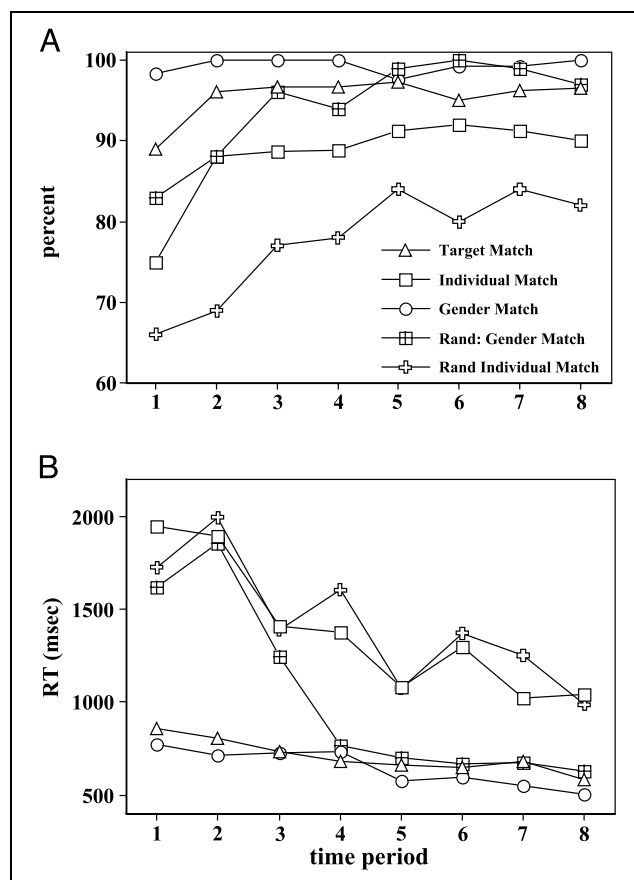 A
100
90
80
70
60
percent
Target Match
Individual Match
Gender Match
Rand: Gender Match
Rand Individual Match
1 2 3 4 5 6 7 8
B
2000
1500
1000
500
RT (msec)
1 2 3 4 5 6 7 8
time period